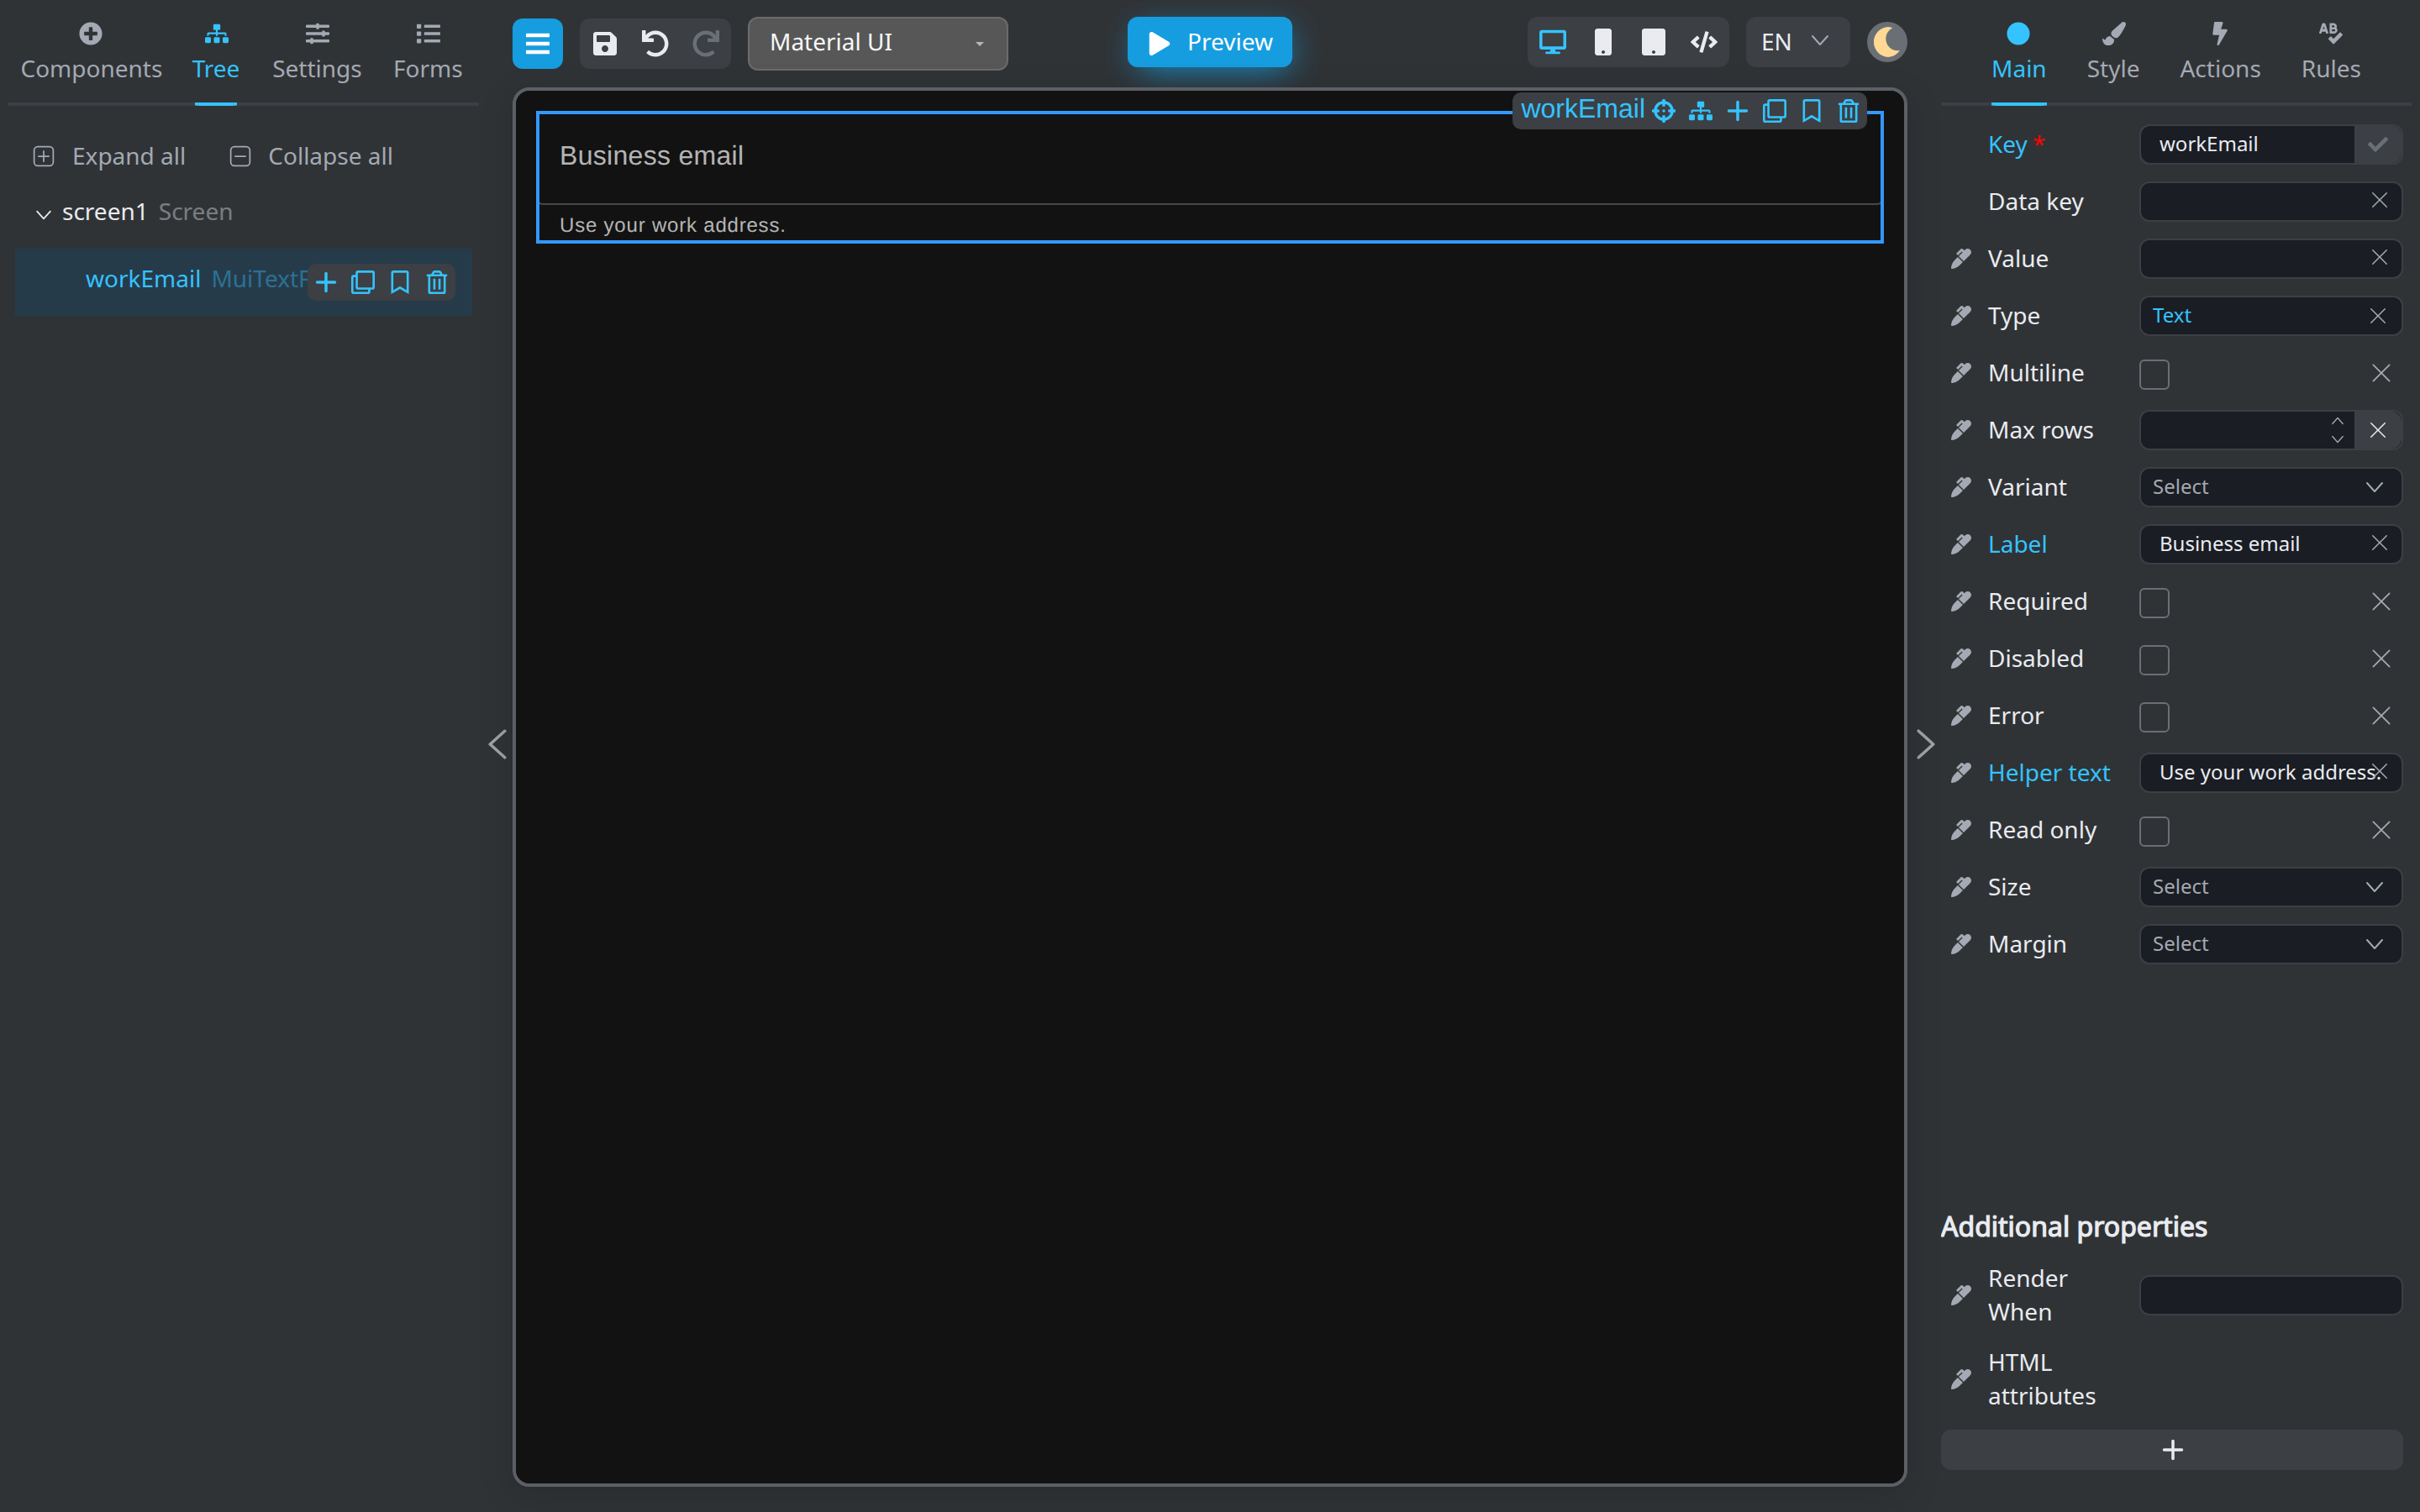 Components
Tree
Settings
Forms
Material UI
Preview
EN
Main
Style
Actions
AB
Rules
Expand all
Collapse all
screen1 Screen
workEmail MuiTextF
workEmail
Business email
Use your work address.
Key * workEmail
Data key
Value
Type Text
Multiline
Max rows
Variant Select
Label Business email
Required
Disabled
Error
Helper text Use your work address.
Read only
Size Select
Margin Select
Additional properties
Render
When
HTML
attributes